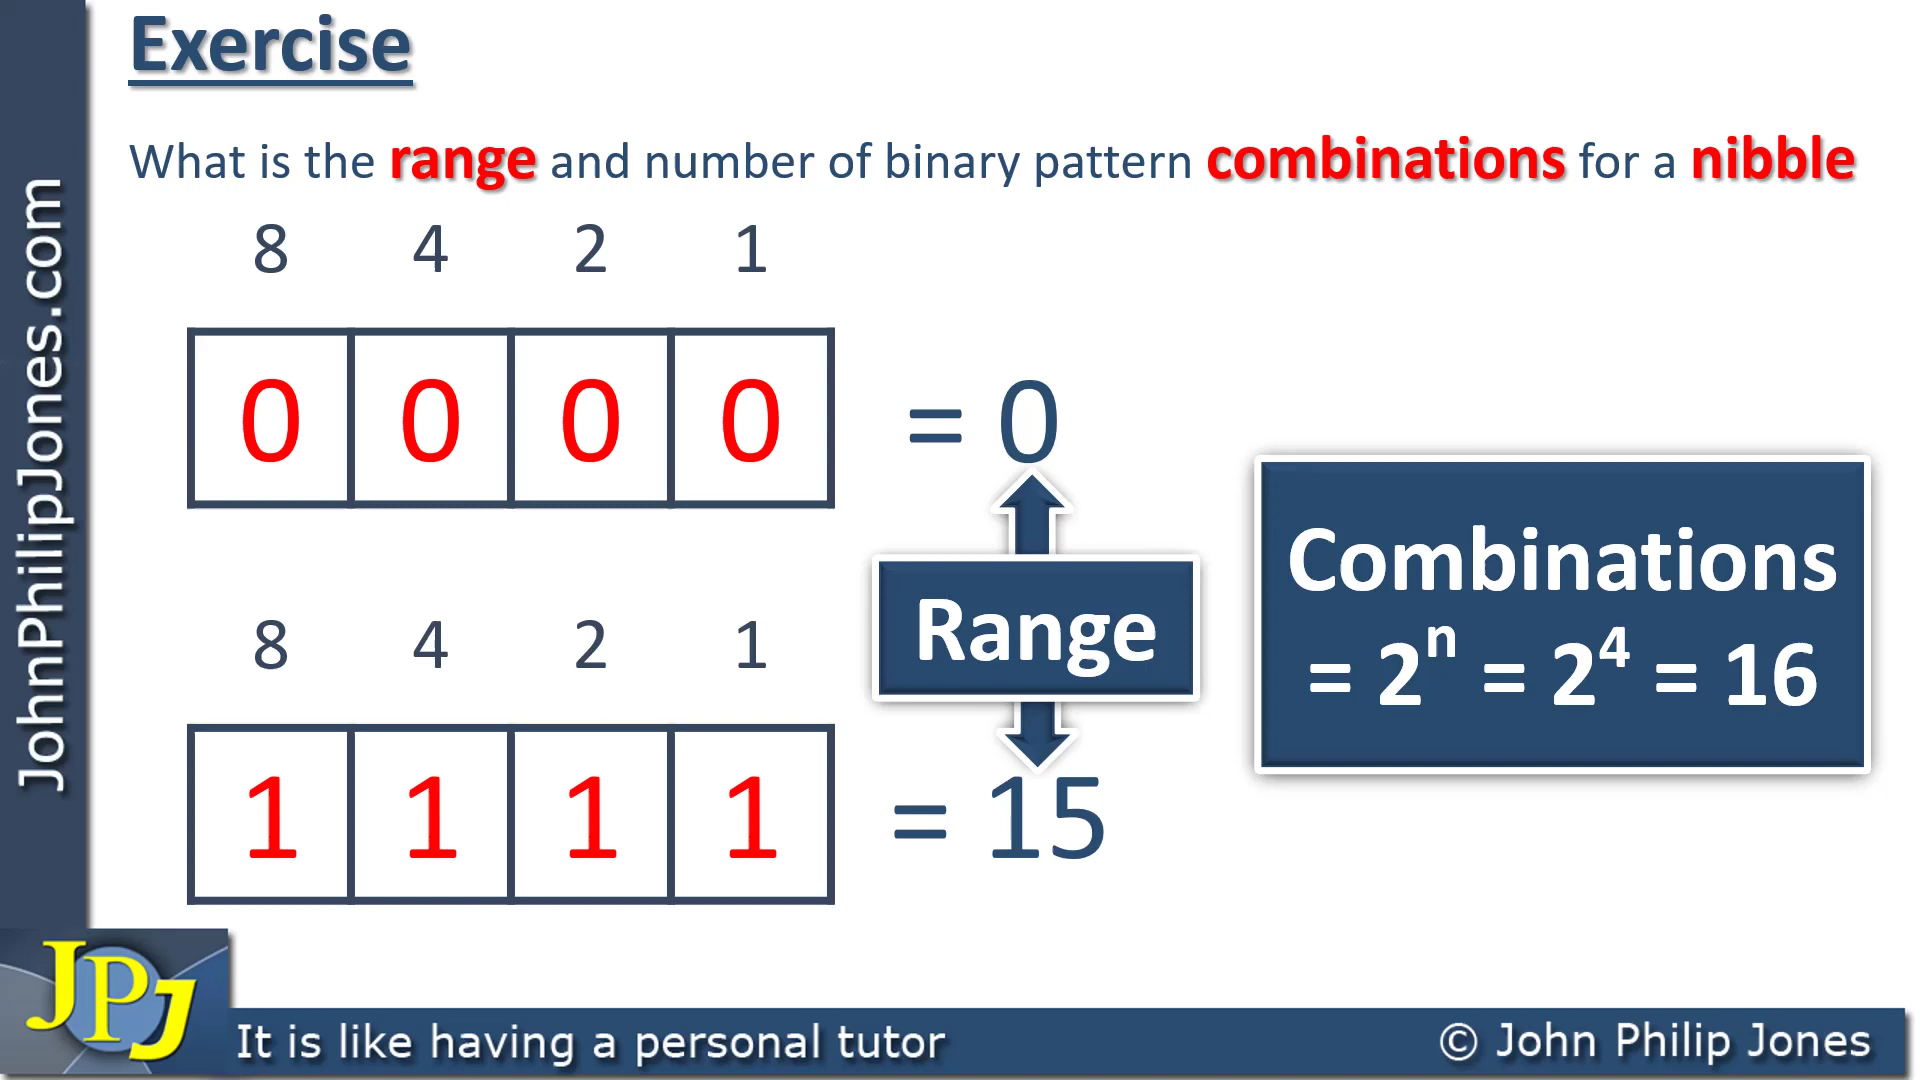 Exercise
What is the range and number of binary pattern combinations for a nibble
8 4 2 1
0 0 0 0 = 0
Range
Combinations
= 2ⁿ = 2⁴ = 16
8 4 2 1
1 1 1 1 = 15
JohnPhilipJones.com
JPJ
It is like having a personal tutor
© John Philip Jones